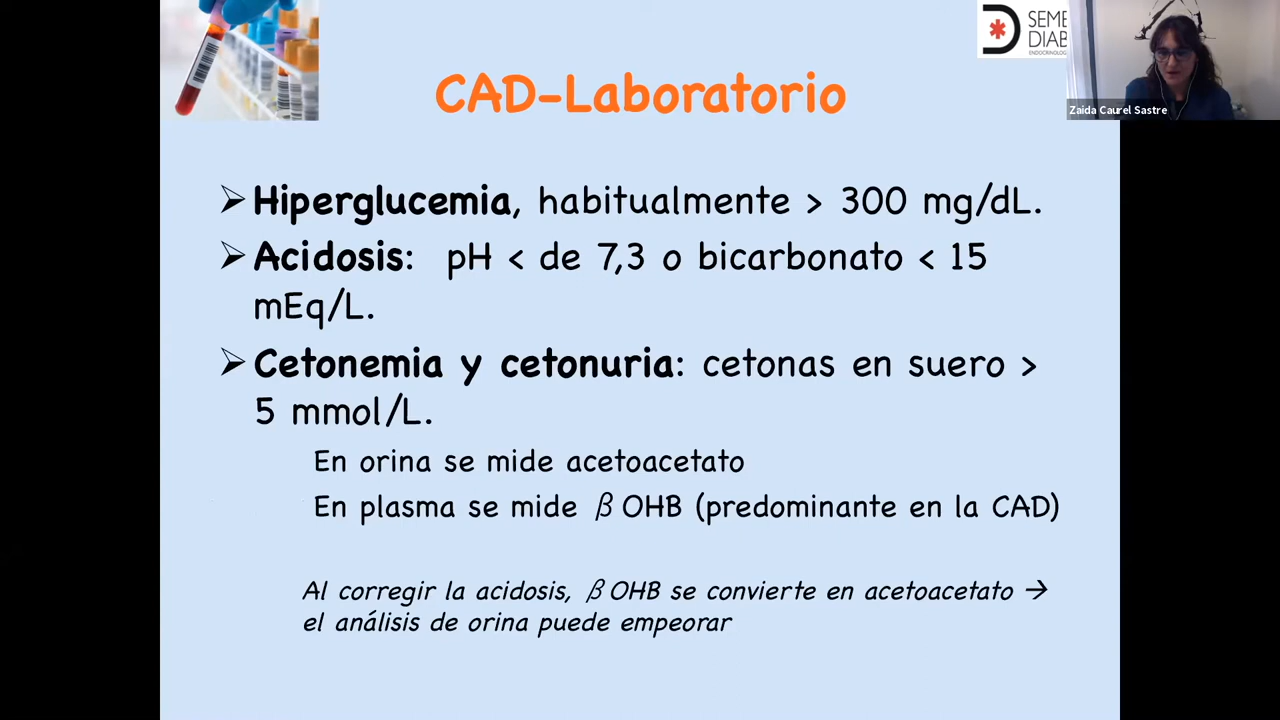 SEME
DIAB
ENDOCRINOLOG
Zaida Caurel Sastre
CAD-Laboratorio
➢Hiperglucemia, habitualmente > 300 mg/dL.
➢Acidosis: pH < de 7,3 o bicarbonato < 15
mEq/L.
➢Cetonemia y cetonuria: cetonas en suero >
5 mmol/L.
En orina se mide acetoacetato
En plasma se mide β OHB (predominante en la CAD)
Al corregir la acidosis, β OHB se convierte en acetoacetato →
el análisis de orina puede empeorar